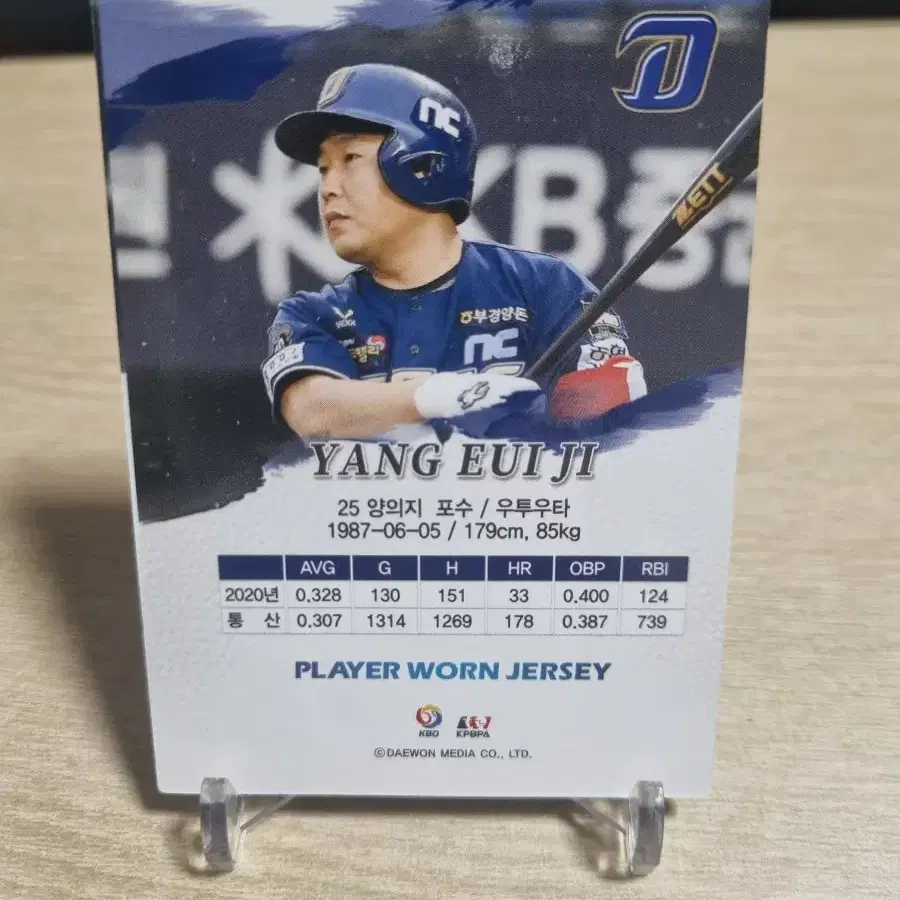 D
nc
KB증
ZETT
부경양돈
nc
YANG EUI JI
25 양의지 포수 / 우투우타
1987-06-05 / 179cm, 85kg
AVG G H HR OBP RBI
2020년 0.328 130 151 33 0.400 124
통 산 0.307 1314 1269 178 0.387 739
PLAYER WORN JERSEY
KBO KPBPA
©DAEWON MEDIA CO., LTD.